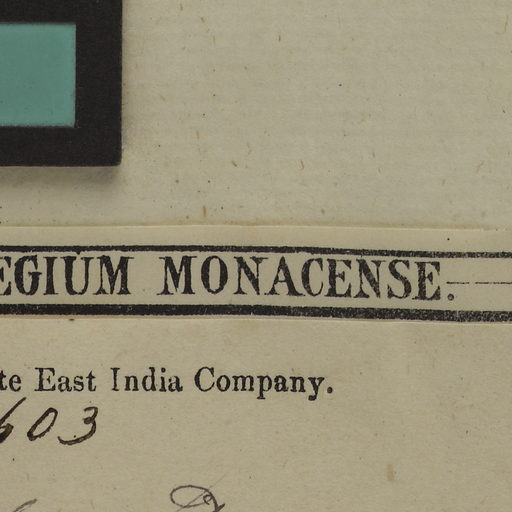 EGIUM MONACENSE.
te East India Company.
603